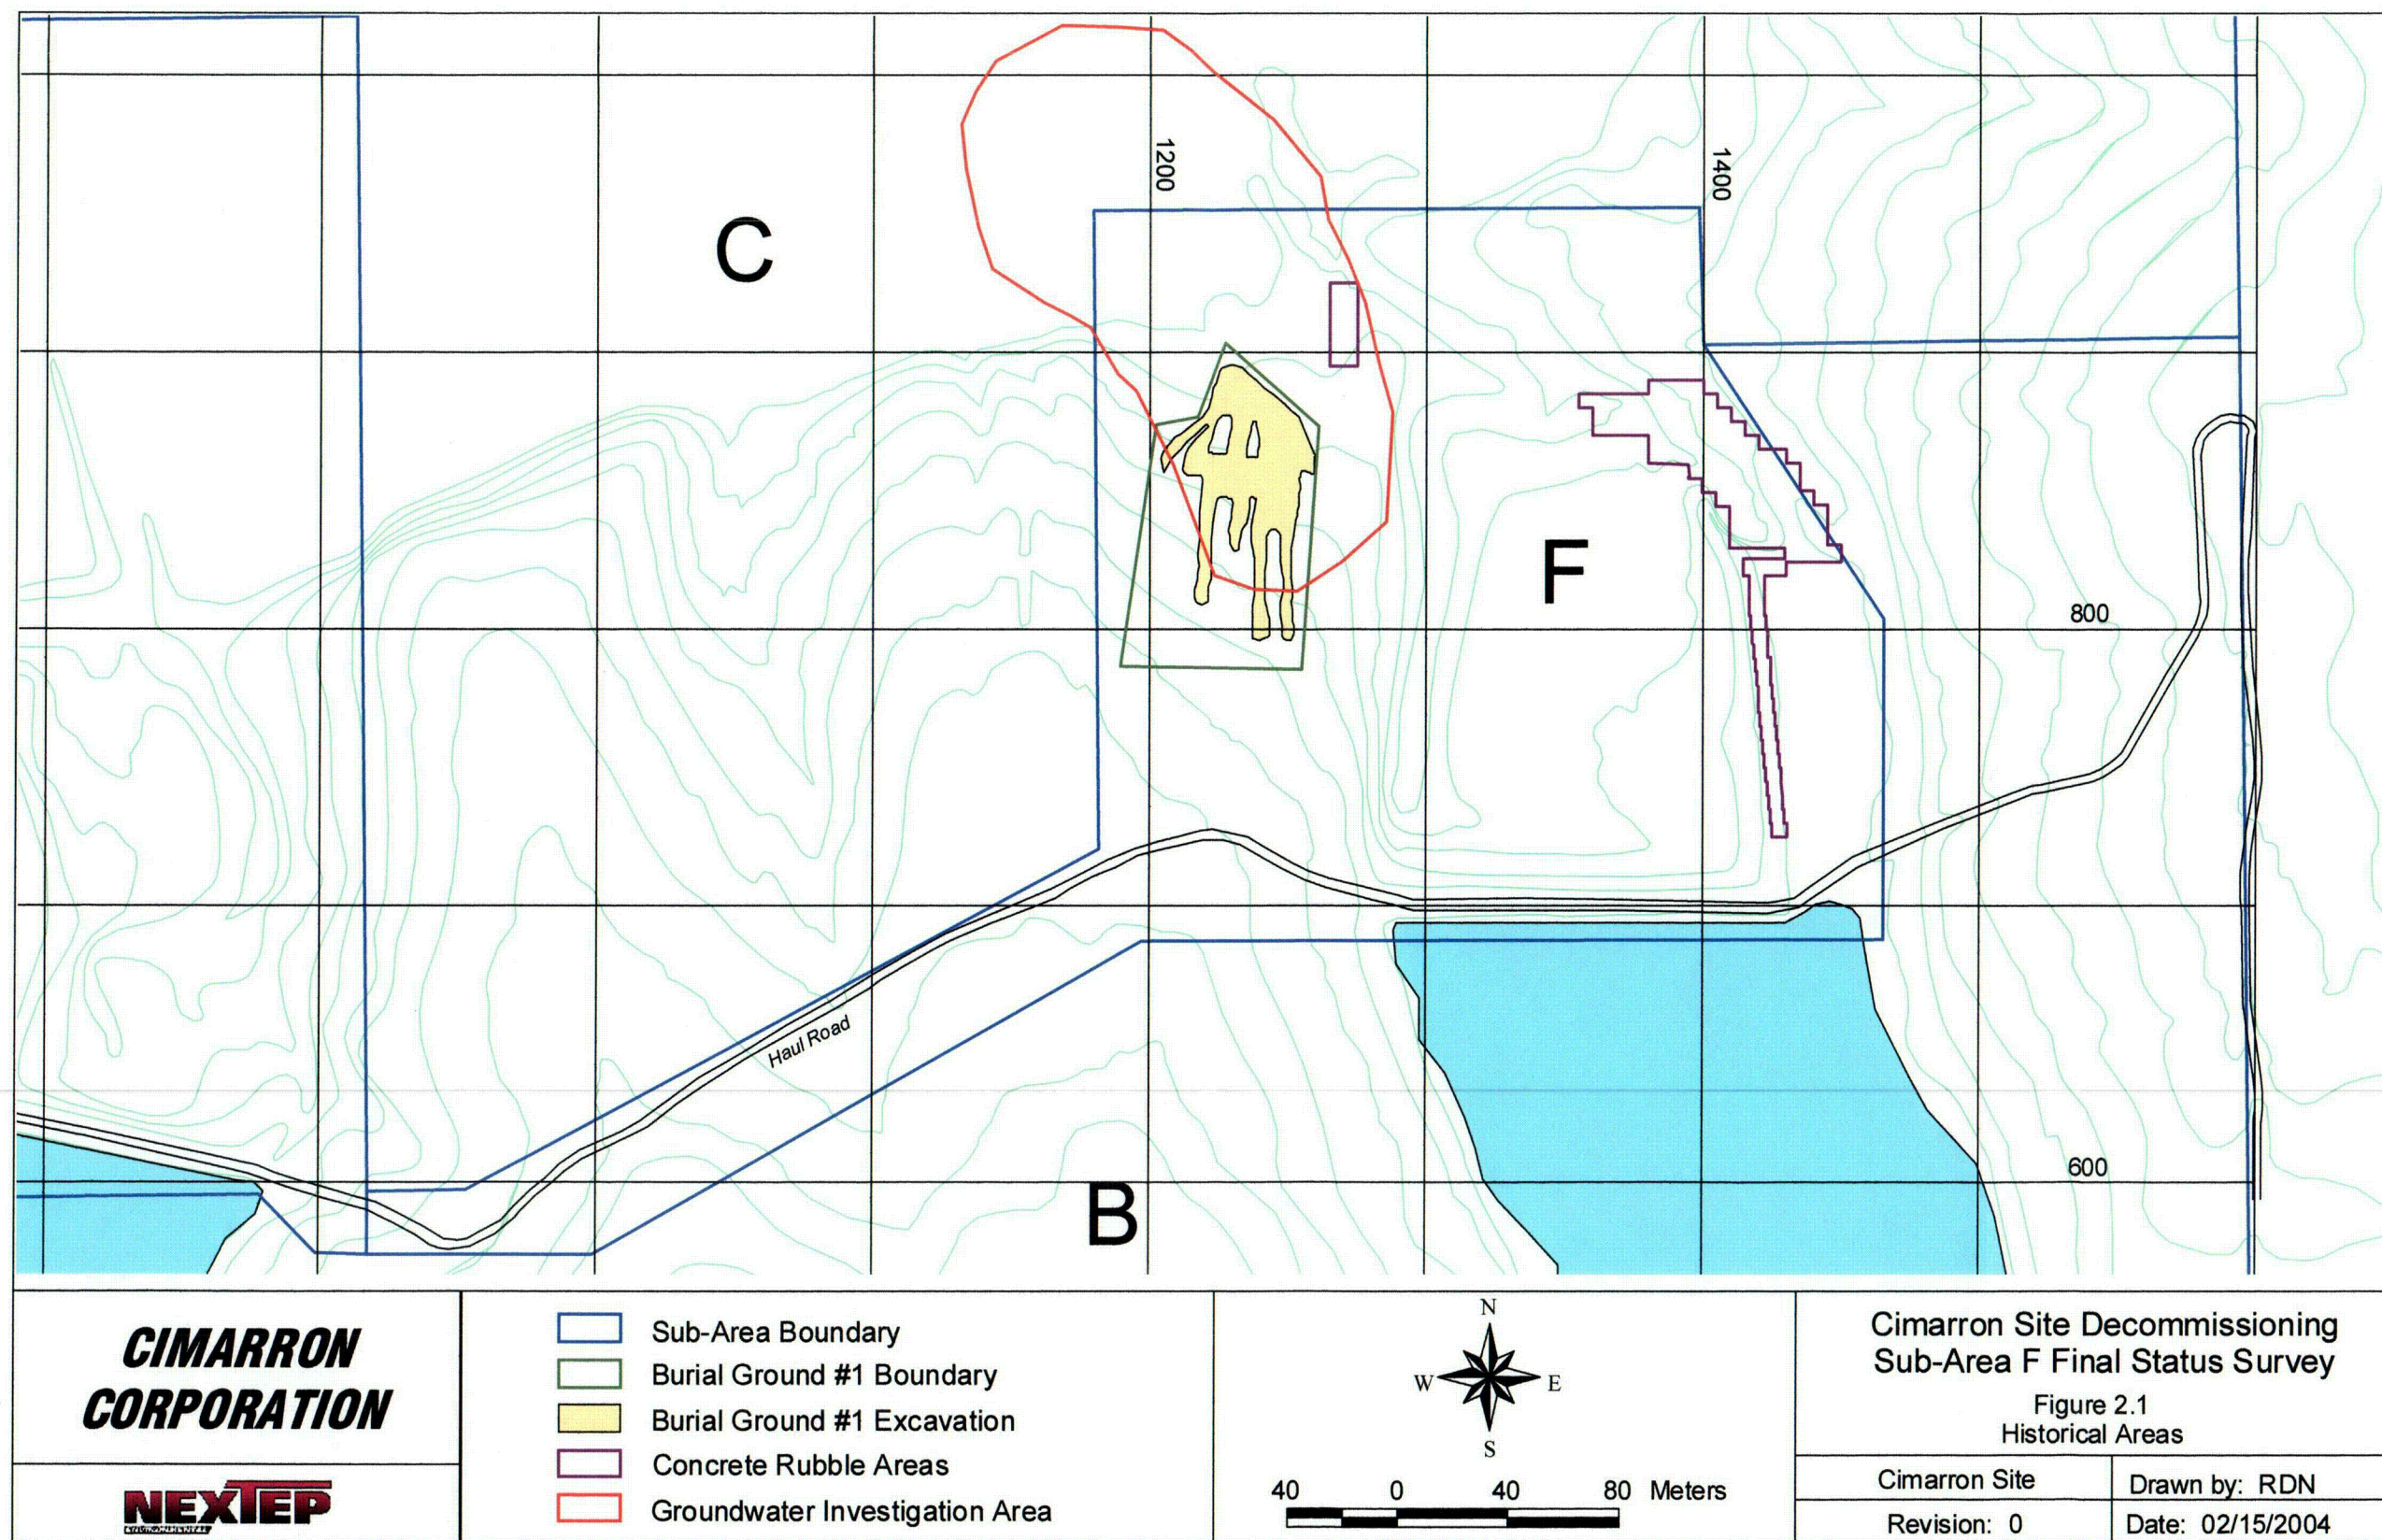 C
1200
1400
F
800
Haul Road
600
B
CIMARRON
CORPORATION
NEXTEP
Sub-Area Boundary
Burial Ground #1 Boundary
Burial Ground #1 Excavation
Concrete Rubble Areas
Groundwater Investigation Area
N
W E
S
40 0 40 80 Meters
Cimarron Site Decommissioning
Sub-Area F Final Status Survey
Figure 2.1
Historical Areas
Cimarron Site
Drawn by: RDN
Revision: 0
Date: 02/15/2004